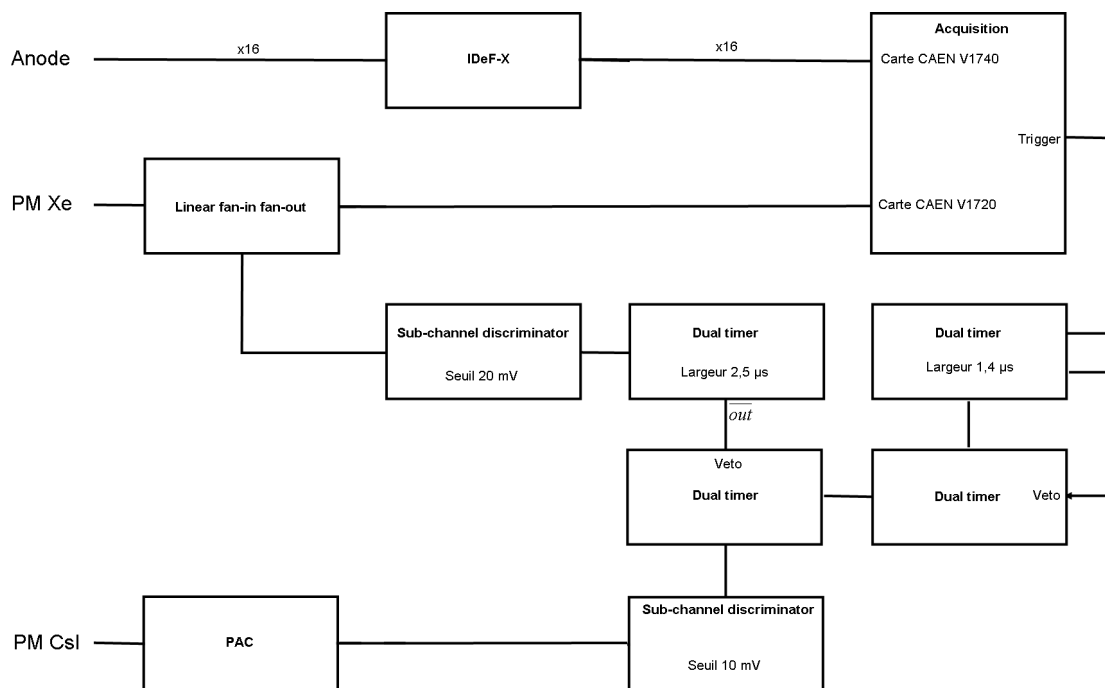 Acquisition
Anode
x16
IDeF-X
x16
Carte CAEN V1740
Trigger
PM Xe
Linear fan-in fan-out
Carte CAEN V1720
Sub-channel discriminator
Seuil 20 mV
Dual timer
Largeur 2,5 µs
Dual timer
Largeur 1,4 µs
out
Veto
Dual timer
Dual timer
Veto
Sub-channel discriminator
Seuil 10 mV
PM CsI
PAC